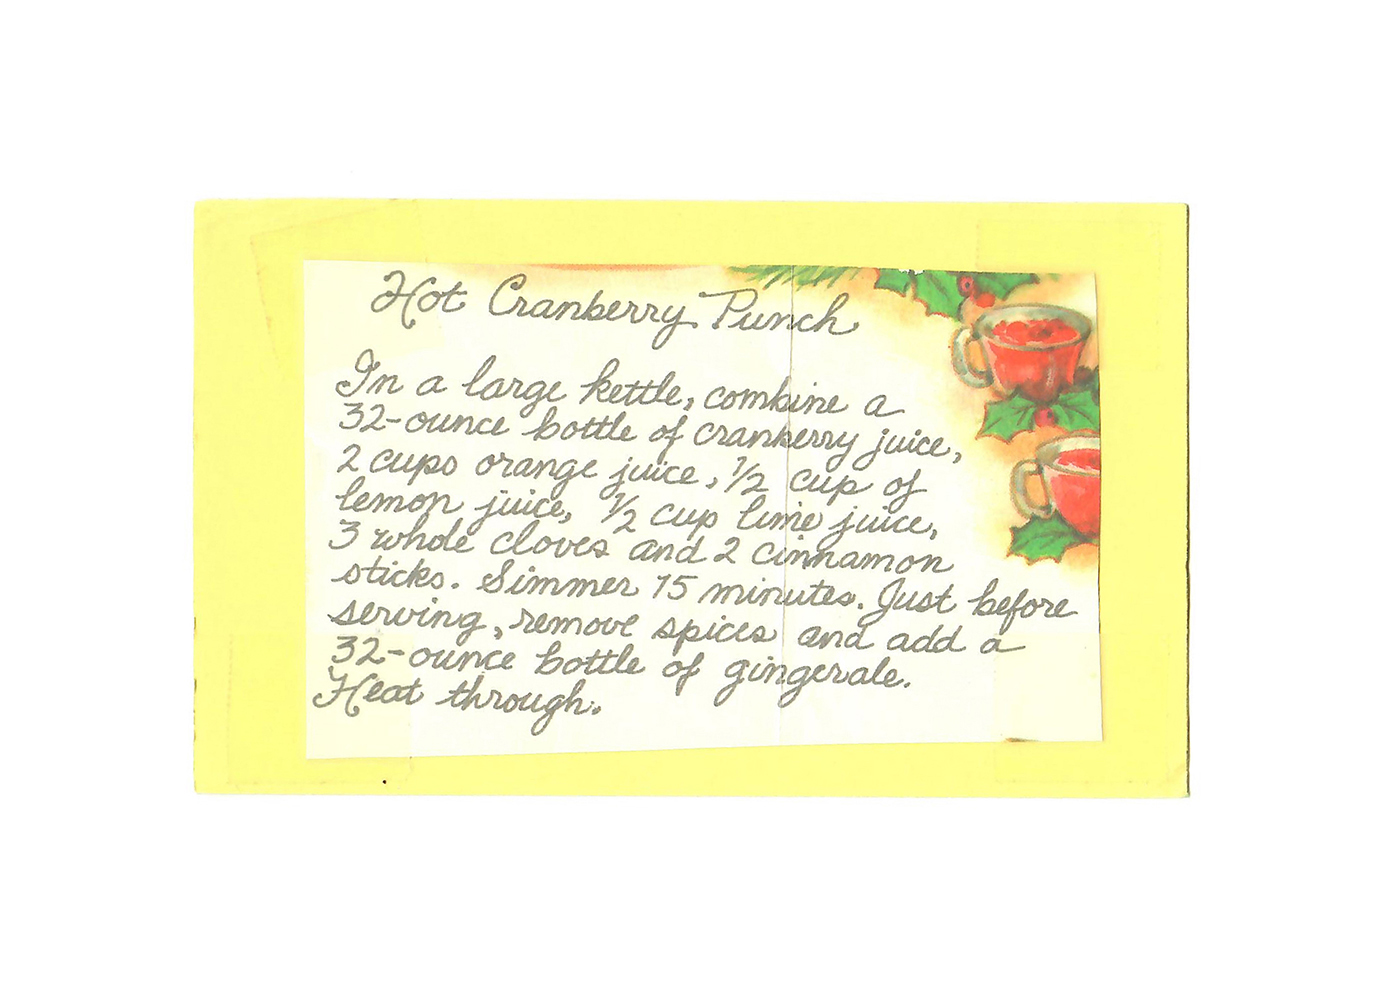 Hot Cranberry Punch
In a large kettle, combine a
32-ounce bottle of cranberry juice,
2 cups orange juice, 1/2 cup of
lemon juice, 1/2 cup lime juice,
3 whole cloves and 2 cinnamon
sticks. Simmer 15 minutes. Just before
serving, remove spices and add a
32-ounce bottle of gingerale.
Heat through.